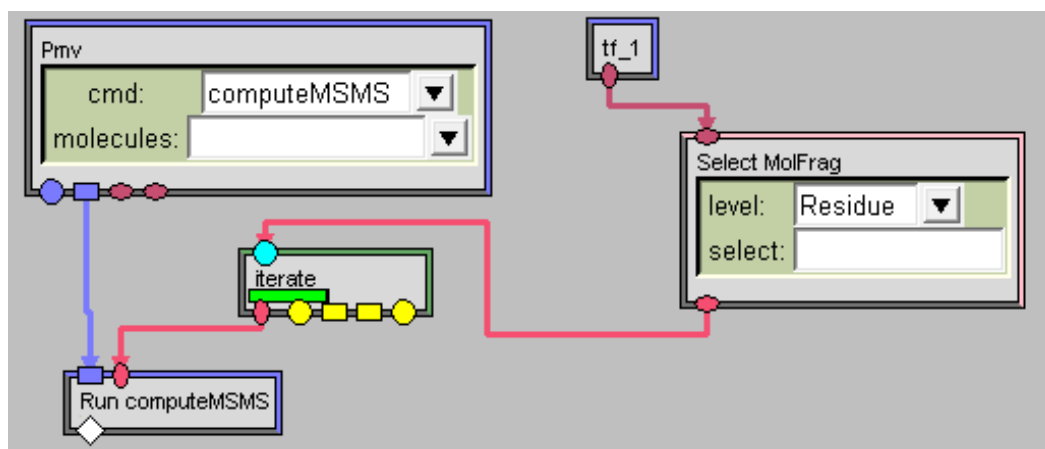 Pmv
cmd: computeMSMS
molecules:
tf_1
Select MolFrag
level: Residue
select:
iterate
Run computeMSMS